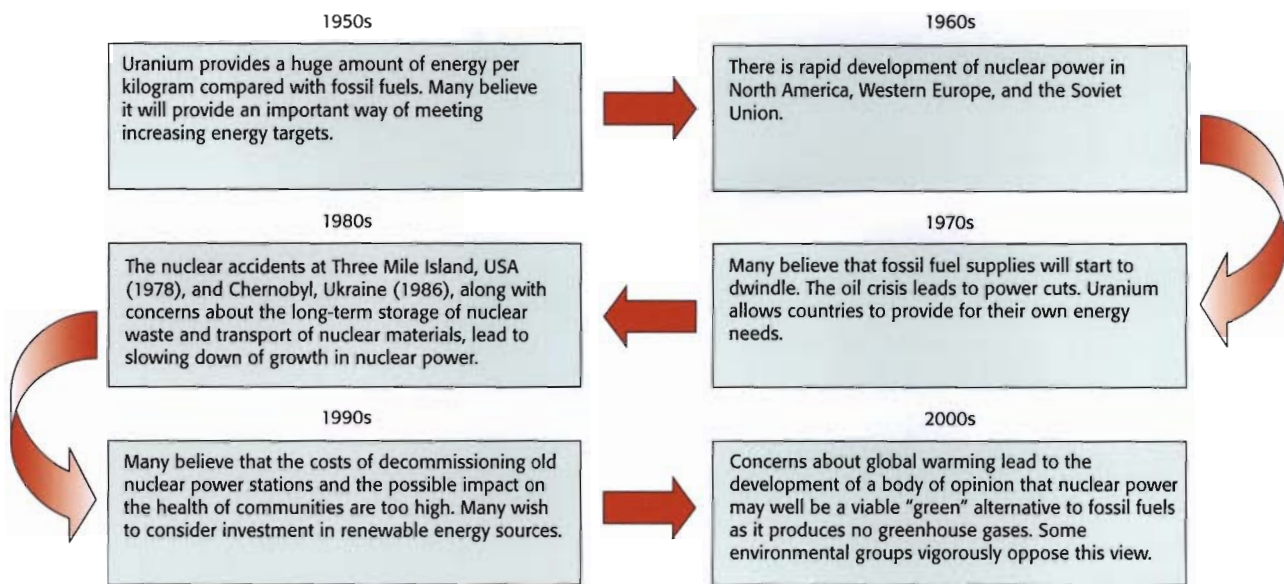 1950s
Uranium provides a huge amount of energy per
kilogram compared with fossil fuels. Many believe
it will provide an important way of meeting
increasing energy targets.
1960s
There is rapid development of nuclear power in
North America, Western Europe, and the Soviet
Union.
1970s
Many believe that fossil fuel supplies will start to
dwindle. The oil crisis leads to power cuts. Uranium
allows countries to provide for their own energy
needs.
1980s
The nuclear accidents at Three Mile Island, USA
(1978), and Chernobyl, Ukraine (1986), along with
concerns about the long-term storage of nuclear
waste and transport of nuclear materials, lead to
slowing down of growth in nuclear power.
1990s
Many believe that the costs of decommissioning old
nuclear power stations and the possible impact on
the health of communities are too high. Many wish
to consider investment in renewable energy sources.
2000s
Concerns about global warming lead to the
development of a body of opinion that nuclear power
may well be a viable "green" alternative to fossil fuels
as it produces no greenhouse gases. Some
environmental groups vigorously oppose this view.